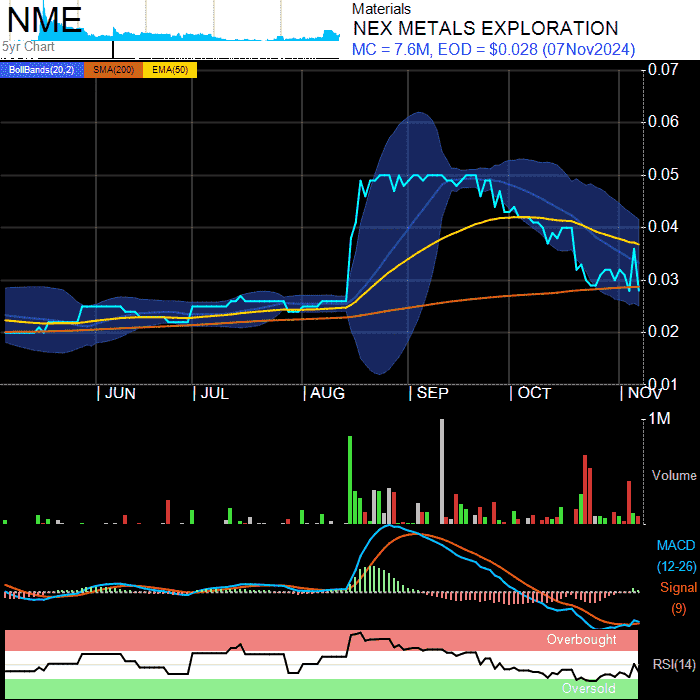 NME
5yr Chart
Materials
NEX METALS EXPLORATION
MC = 7.6M, EOD = $0.028 (07Nov2024)
BollBands(20,2) SMA(200) EMA(50)
0.07
0.06
0.05
0.04
0.03
0.02
0.01
JUN JUL AUG SEP OCT NOV
1M
Volume
MACD
(12-26)
Signal
(9)
Overbought
RSI(14)
Oversold